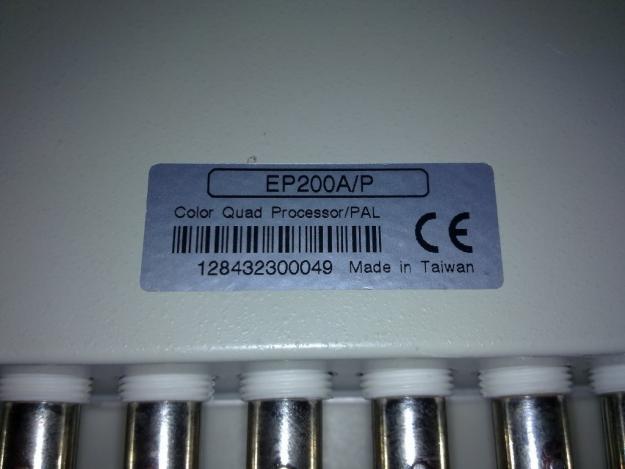 EP200A/P
Color Quad Processor/PAL
CE
128432300049 Made in Taiwan